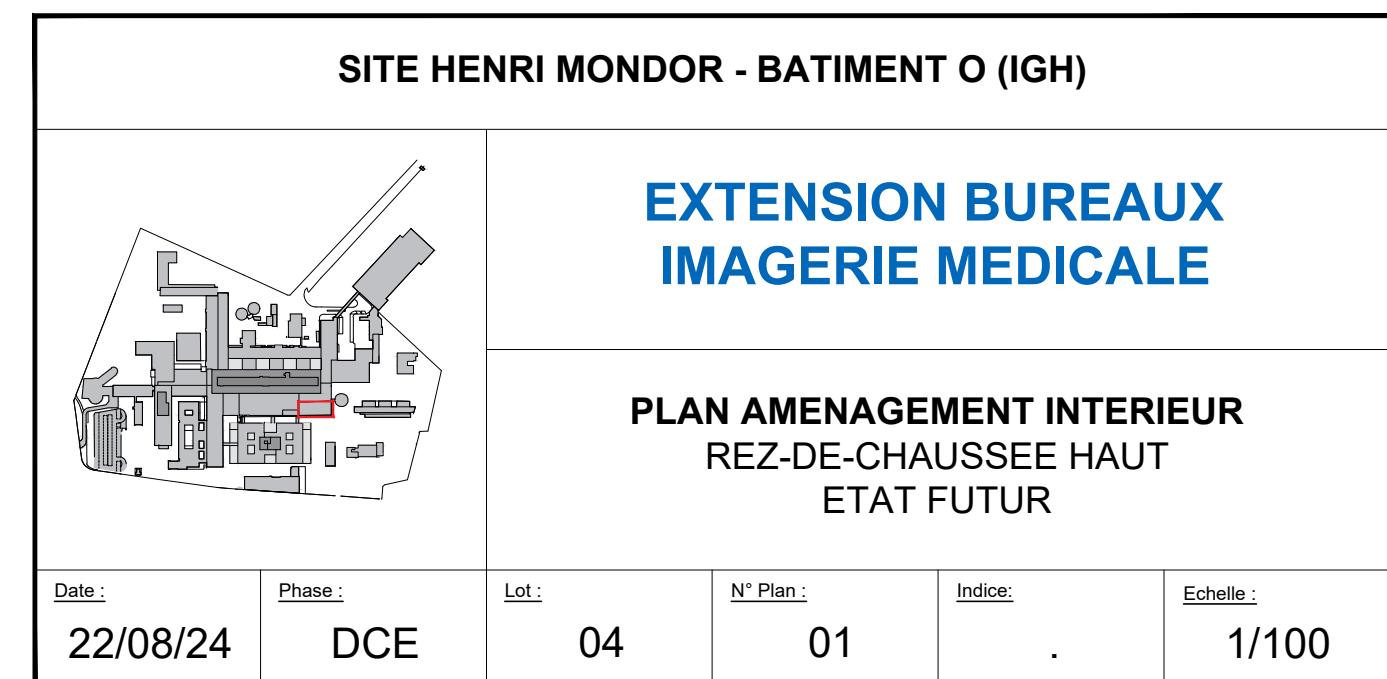 SITE HENRI MONDOR - BATIMENT O (IGH)
EXTENSION BUREAUX
IMAGERIE MEDICALE
PLAN AMENAGEMENT INTERIEUR
REZ-DE-CHAUSSEE HAUT
ETAT FUTUR
Date :
22/08/24
Phase :
DCE
Lot :
04
N° Plan :
01
Indice:
.
Echelle :
1/100